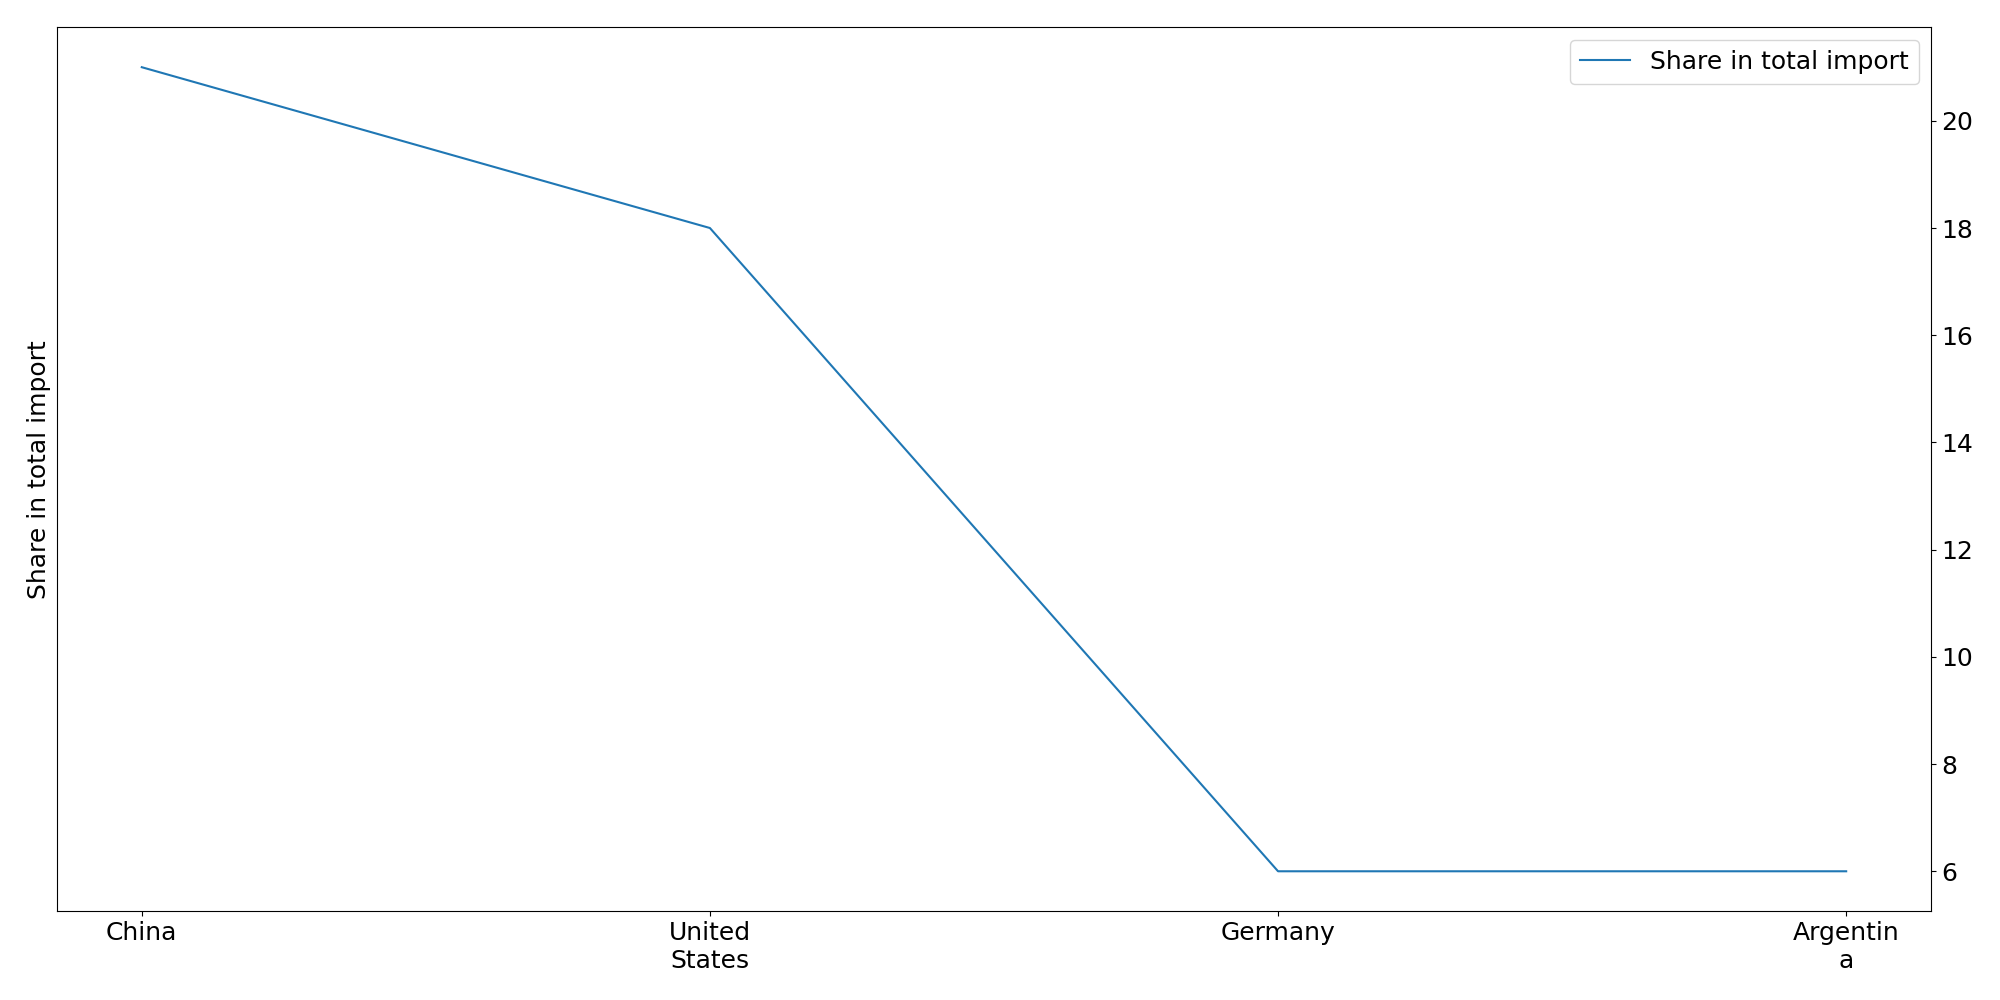 Share in total import
20
18
16
14
12
10
8
6
Share in total import
China
United
States
Germany
Argentin
a